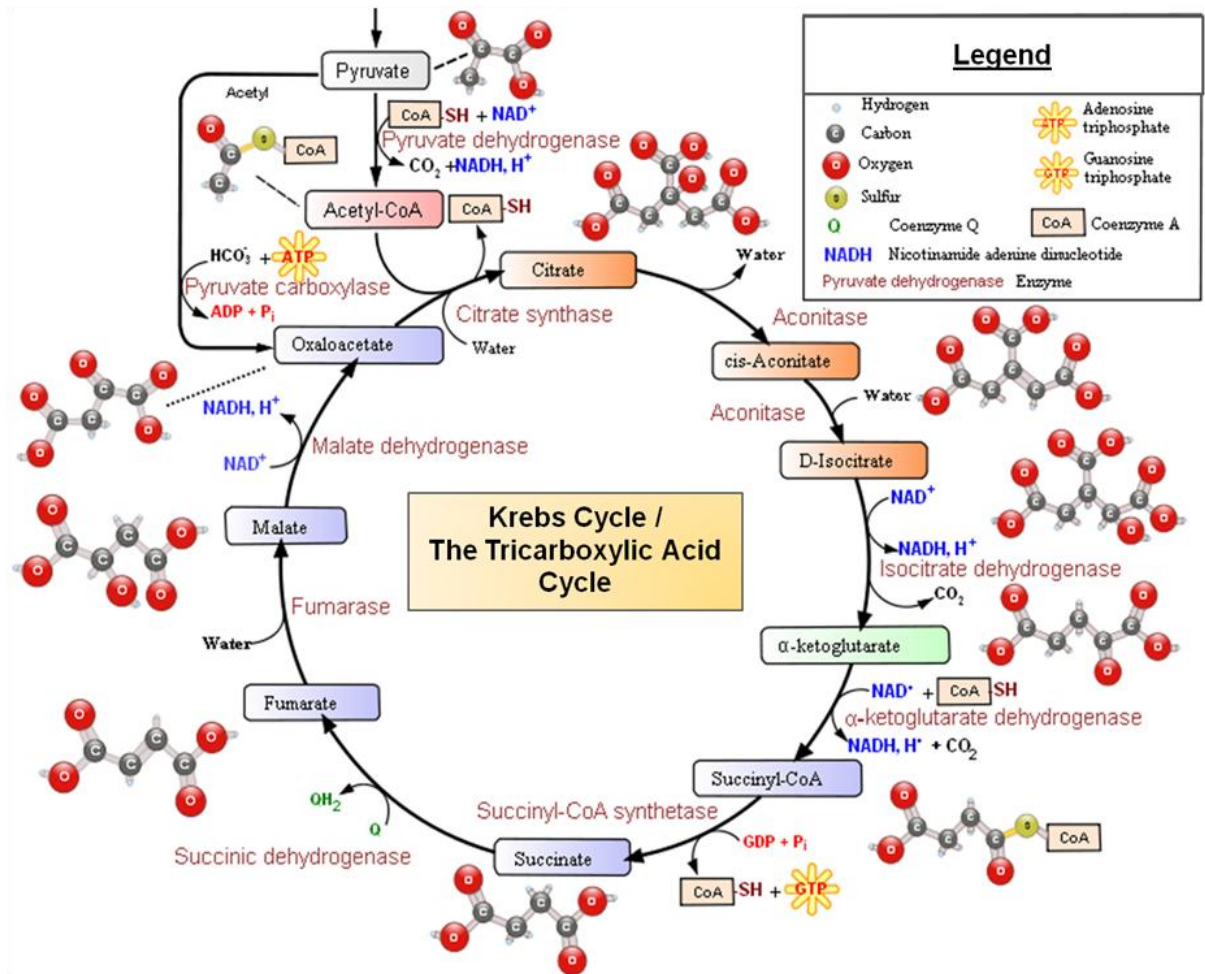 Pyruvate
Acetyl
CoA-SH + NAD⁺
Pyruvate dehydrogenase
CO₂ +NADH, H⁺
S
CoA
Acetyl-CoA
CoA-SH
HCO₃⁻ + ATP
Pyruvate carboxylase
ADP + Pᵢ
Citrate
Water
Citrate synthase
Water
Oxaloacetate
Aconitase
cis-Aconitate
Aconitase
Water
D-Isocitrate
NAD⁺
NADH, H⁺
Isocitrate dehydrogenase
CO₂
α-ketoglutarate
NAD⁺ + CoA-SH
α-ketoglutarate dehydrogenase
NADH, H⁺ + CO₂
Succinyl-CoA
S
CoA
Succinyl-CoA synthetase
GDP + Pᵢ
CoA-SH + GTP
Succinate
QH₂
Q
Succinic dehydrogenase
Fumarate
Water
Fumarase
Malate
NADH, H⁺
NAD⁺
Malate dehydrogenase
Krebs Cycle /
The Tricarboxylic Acid
Cycle
Legend
Hydrogen
C Carbon
O Oxygen
S Sulfur
Q Coenzyme Q
ATP Adenosine
triphosphate
GTP Guanosine
triphosphate
CoA Coenzyme A
NADH Nicotinamide adenine dinucleotide
Pyruvate dehydrogenase Enzyme